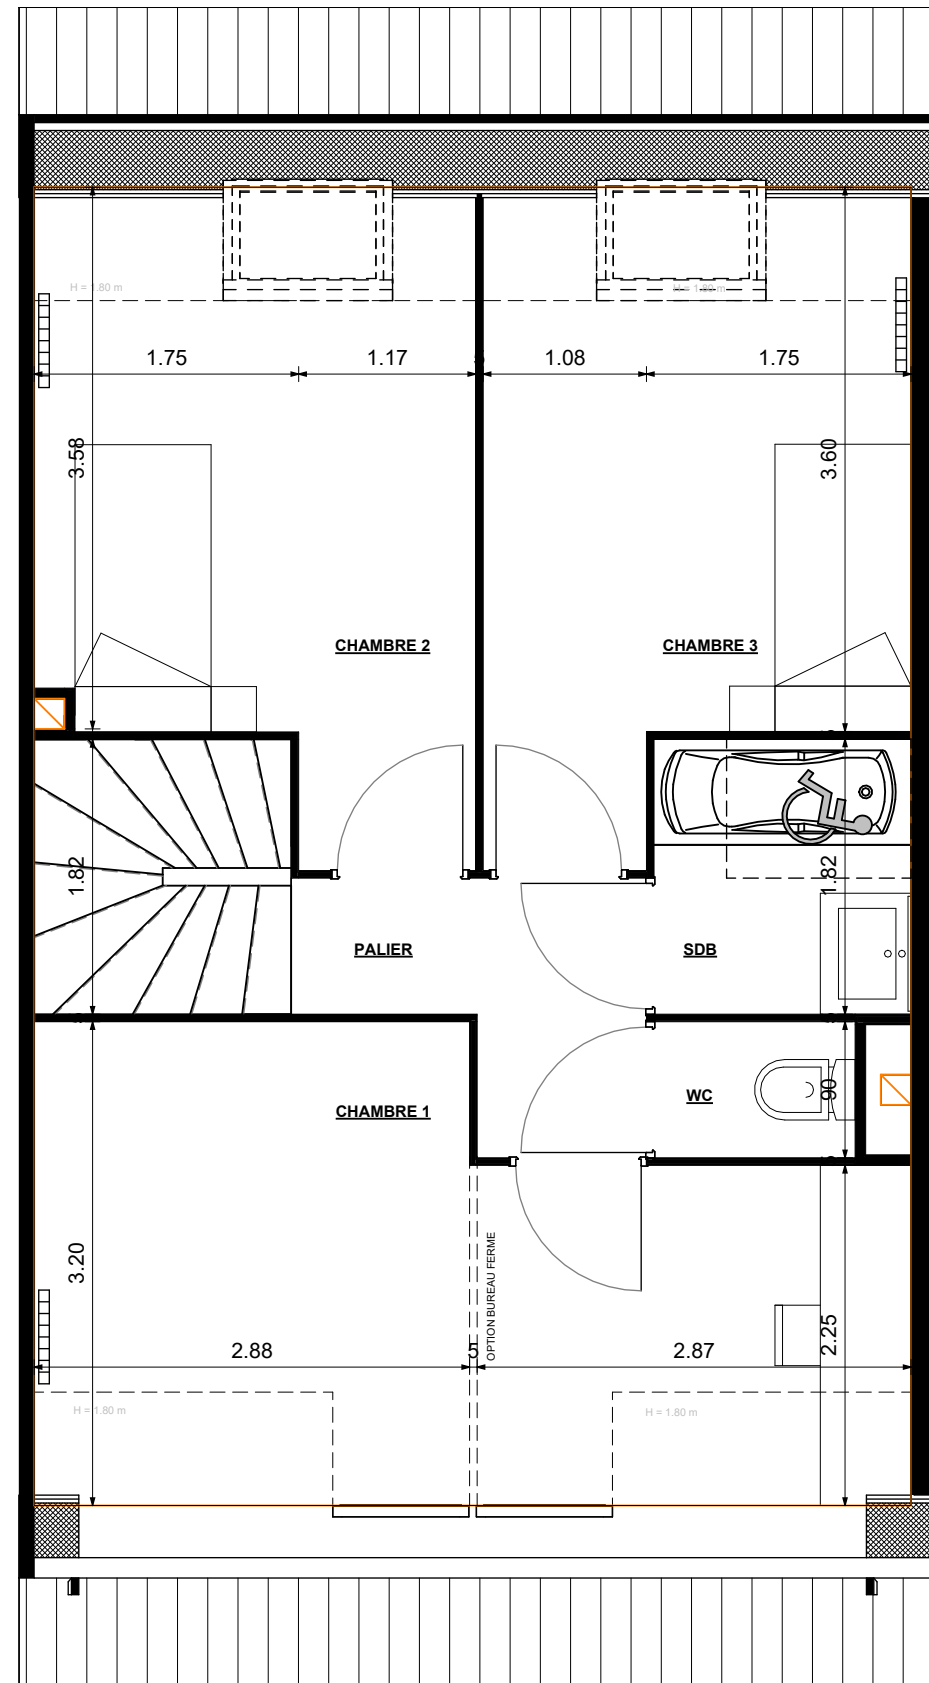 H = 1.80 m
H = 1.80 m
1.75
1.17
5
1.08
1.75
3.58
3.60
CHAMBRE 2
CHAMBRE 3
1.82
1.82
PALIER
SDB
90
WC
CHAMBRE 1
3.20
OPTION BUREAU FERME
2.25
2.88
5
2.87
H = 1.80 m
H = 1.80 m